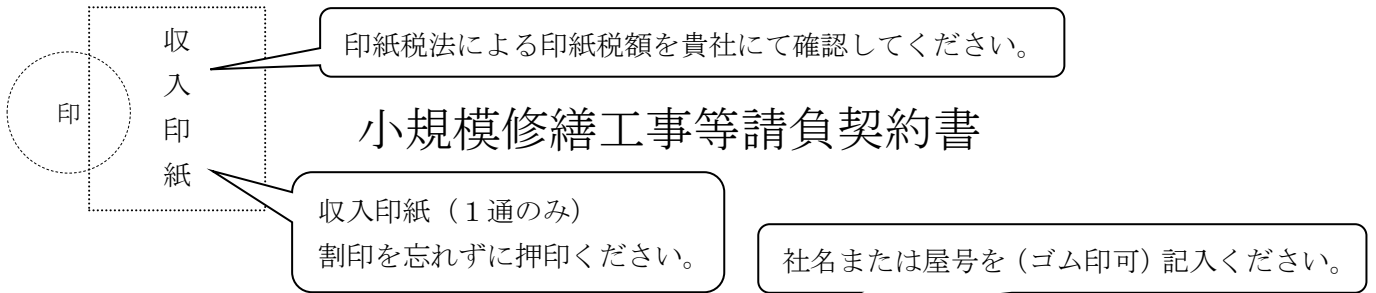 収入印紙
印
印紙税法による印紙税額を貴社にて確認してください。
小規模修繕工事等請負契約書
収入印紙（１通のみ）
割印を忘れずに押印ください。
社名または屋号を（ゴム印可）記入ください。